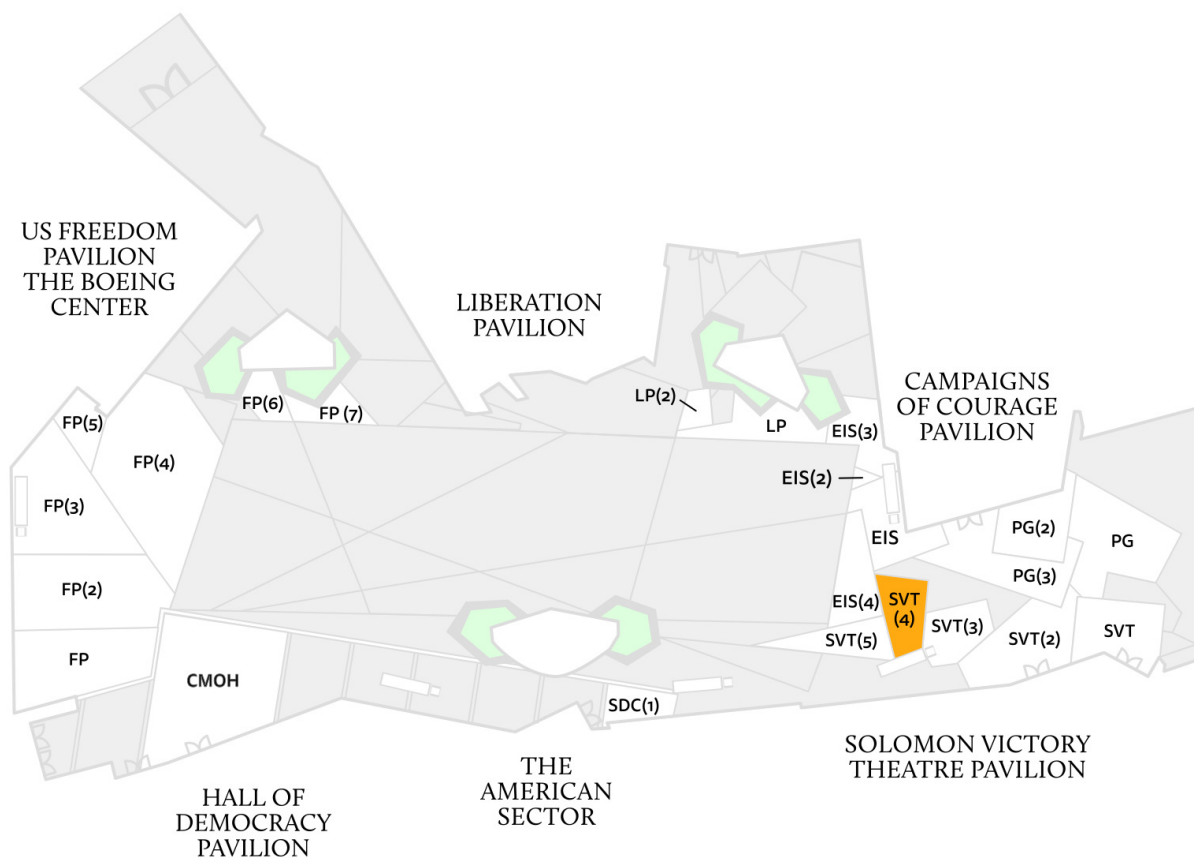 US FREEDOM
PAVILION
THE BOEING
CENTER
LIBERATION
PAVILION
CAMPAIGNS
OF COURAGE
PAVILION
LP(2)
FP(6)
FP (7)
FP(5)
LP
EIS(3)
FP(4)
EIS(2)
FP(3)
EIS
PG(2)
PG
PG(3)
FP(2)
EIS(4)
SVT
(4)
SVT(5)
SVT(3)
SVT(2)
SVT
FP
CMOH
SDC(1)
SOLOMON VICTORY
THEATRE PAVILION
THE
AMERICAN
SECTOR
HALL OF
DEMOCRACY
PAVILION